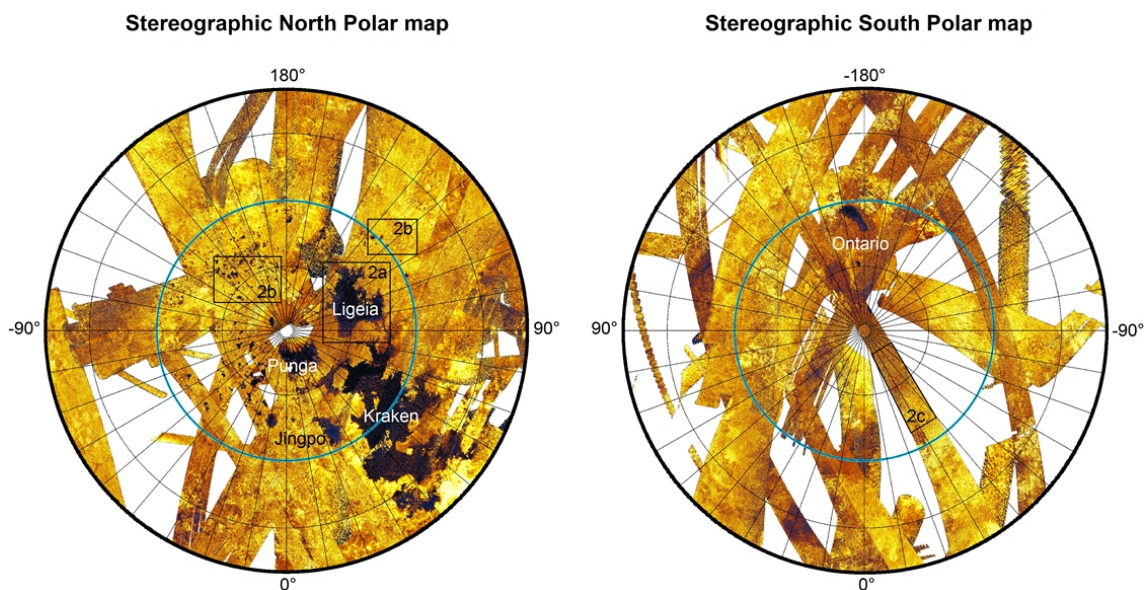 Stereographic North Polar map
180°
2b
2a
2b
Ligeia
-90°
90°
Punga
Kraken
Jingpo
0°
Stereographic South Polar map
-180°
Ontario
90°
-90°
2c
0°